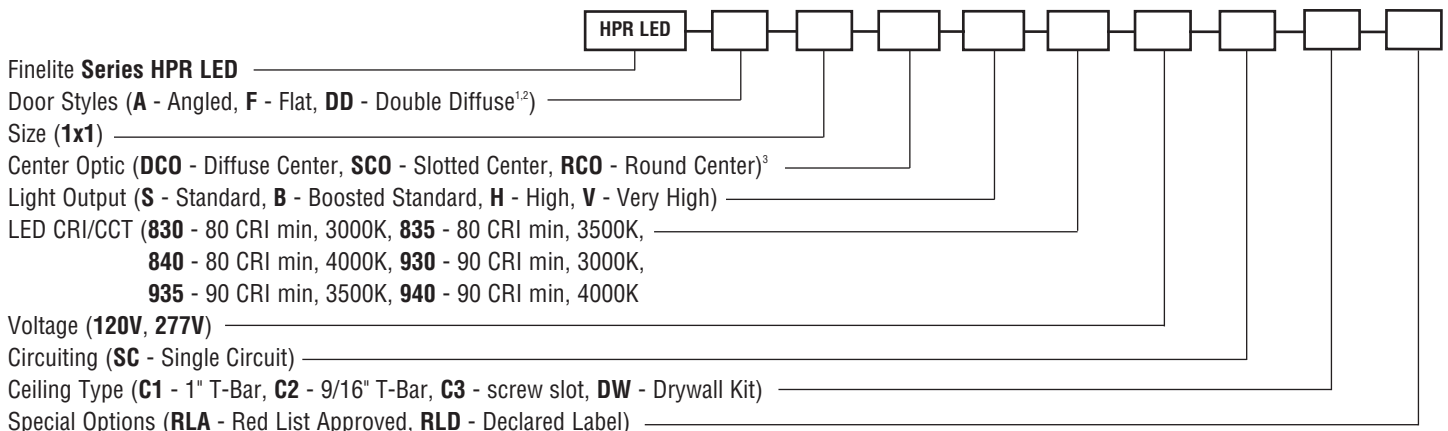 HPR LED
Finelite Series HPR LED
Door Styles (A - Angled, F - Flat, DD - Double Diffuse1,2)
Size (1x1)
Center Optic (DCO - Diffuse Center, SCO - Slotted Center, RCO - Round Center)3
Light Output (S - Standard, B - Boosted Standard, H - High, V - Very High)
LED CRI/CCT (830 - 80 CRI min, 3000K, 835 - 80 CRI min, 3500K,
840 - 80 CRI min, 4000K, 930 - 90 CRI min, 3000K,
935 - 90 CRI min, 3500K, 940 - 90 CRI min, 4000K
Voltage (120V, 277V)
Circuiting (SC - Single Circuit)
Ceiling Type (C1 - 1" T-Bar, C2 - 9/16" T-Bar, C3 - screw slot, DW - Drywall Kit)
Special Options (RLA - Red List Approved, RLD - Declared Label)